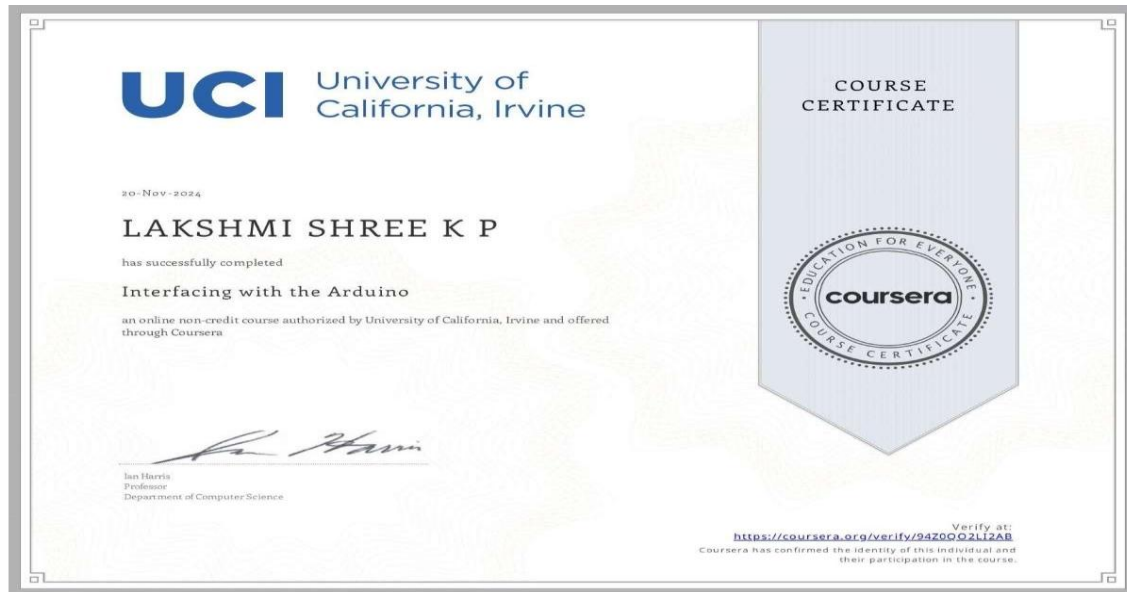 UCI University of
California, Irvine
COURSE
CERTIFICATE
20-Nov-2024
LAKSHMI SHREE K P
has successfully completed
Interfacing with the Arduino
an online non-credit course authorized by University of California, Irvine and offered
through Coursera
EDUCATION FOR EVERYONE
coursera
COURSE CERTIFICATE
Ian Harris
Ian Harris
Professor
Department of Computer Science
Verify at:
https://coursera.org/verify/94Z0QO2LI2AB
Coursera has confirmed the identity of this individual and
their participation in the course.